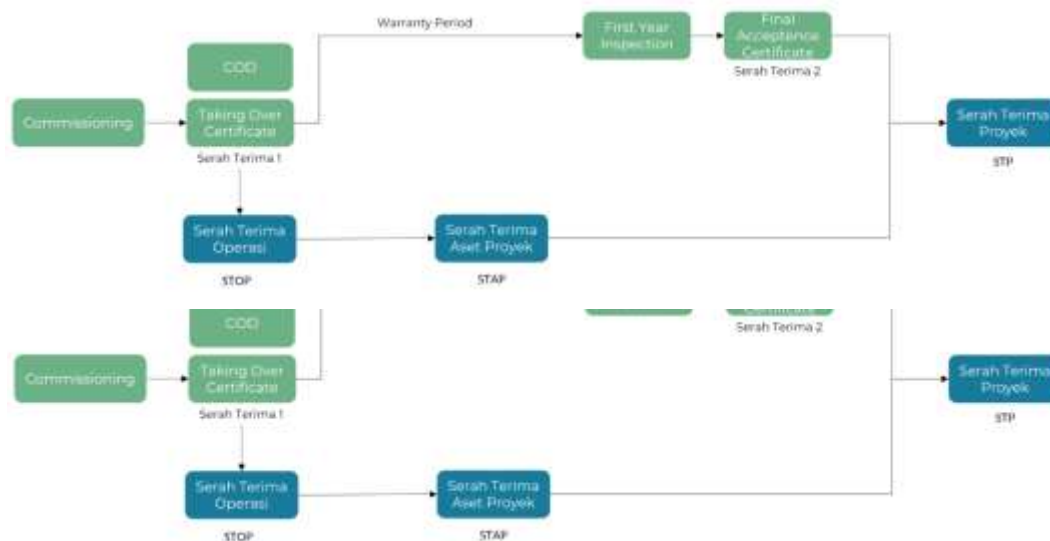 Warranty Period
First Year
Inspection
Final
Acceptence
Certificate
Serah Terima 2
COD
Commissioning
Taking Over
Certificate
Serah Terima 1
Serah Terima
Proyek
STP
Serah Terima
Operasi
STOP
Serah Terima
Aset Proyek
STAP
COD
Serah Terima 2
Commissioning
Taking Over
Certificate
Serah Terima 1
Serah Terima
Proyek
STP
Serah Terima
Operasi
STOP
Serah Terima
Aset Proyek
STAP